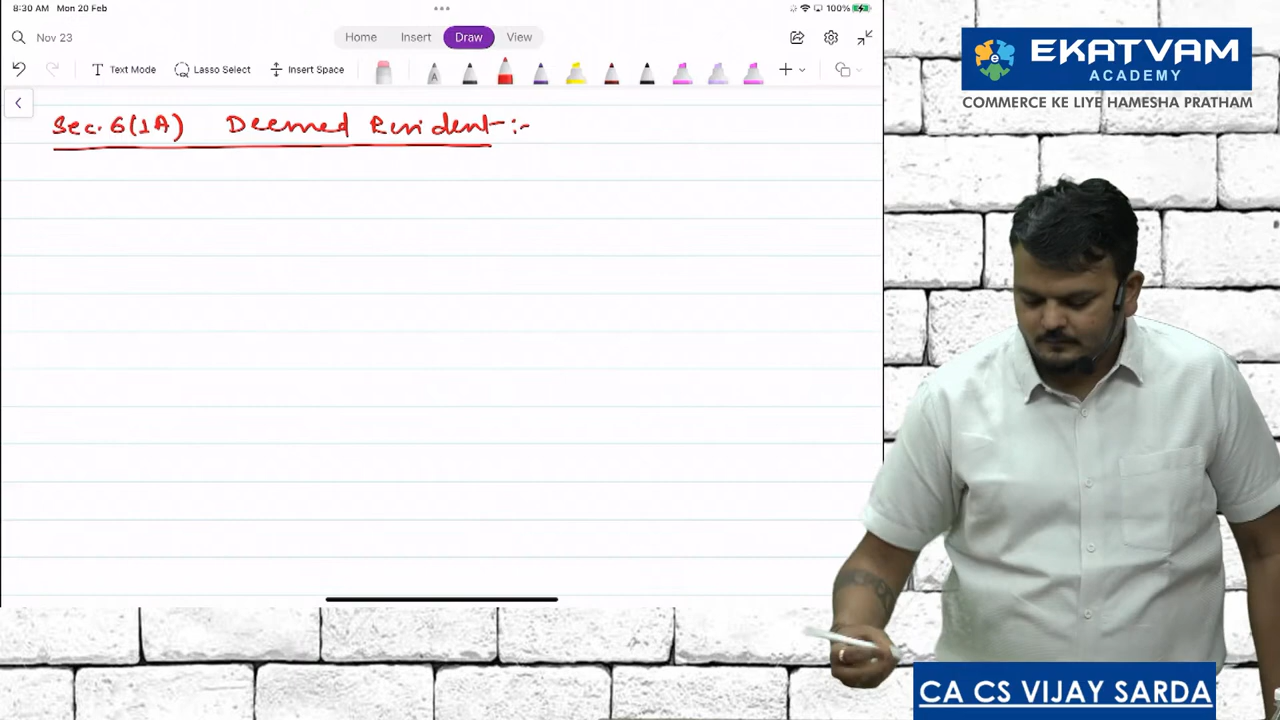 8:30 AM Mon 20 Feb
100%
Nov 23
Home Insert Draw View
Text Mode Lasso Select Insert Space
Sec. 6(1A) Deemed Resident :-
EKATVAM
ACADEMY
COMMERCE KE LIYE HAMESHA PRATHAM
CA CS VIJAY SARDA